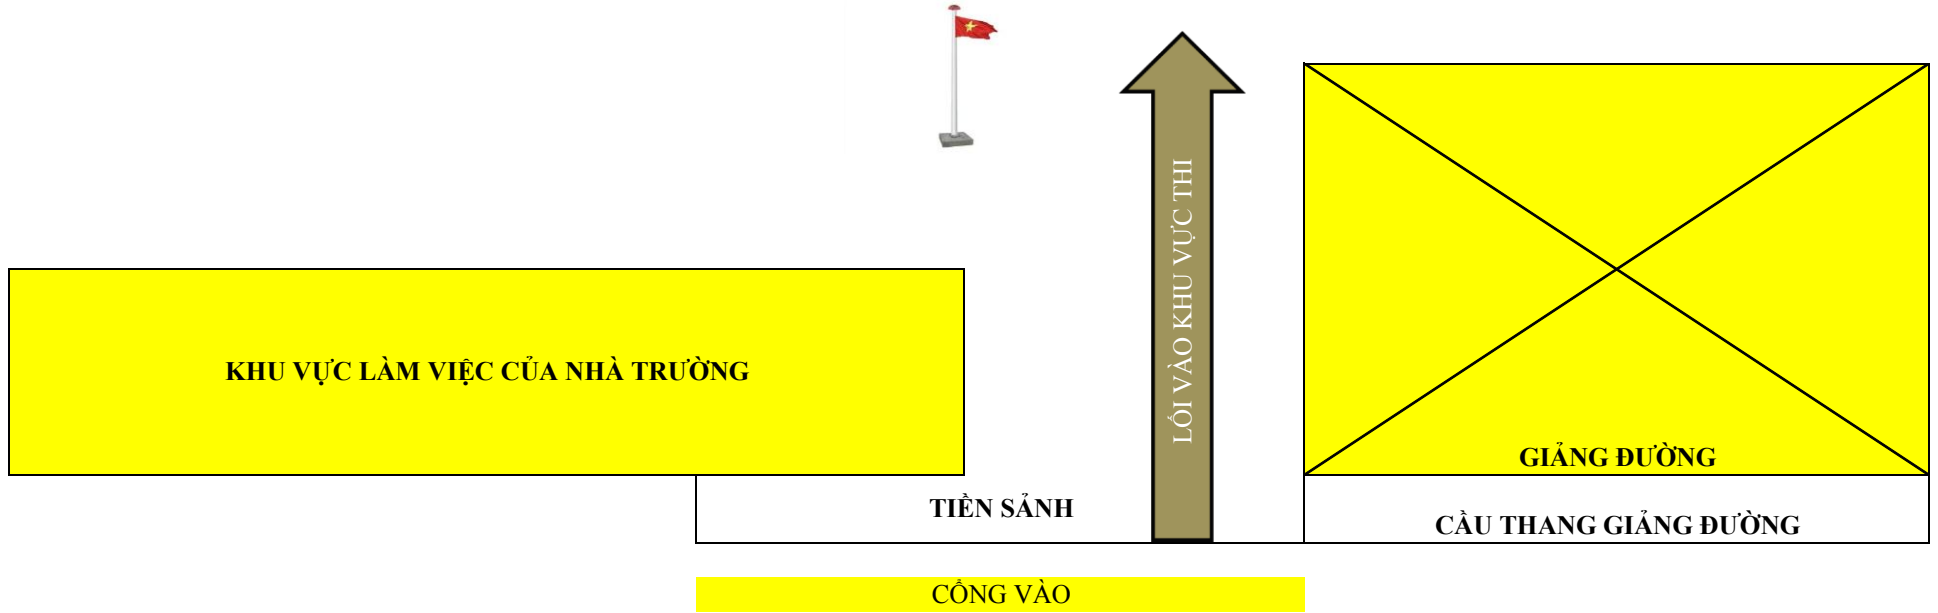 LỐI VÀO KHU VỰC THI
KHU VỰC LÀM VIỆC CỦA NHÀ TRƯỜNG
GIẢNG ĐƯỜNG
TIỀN SẢNH
CẦU THANG GIẢNG ĐƯỜNG
CỔNG VÀO